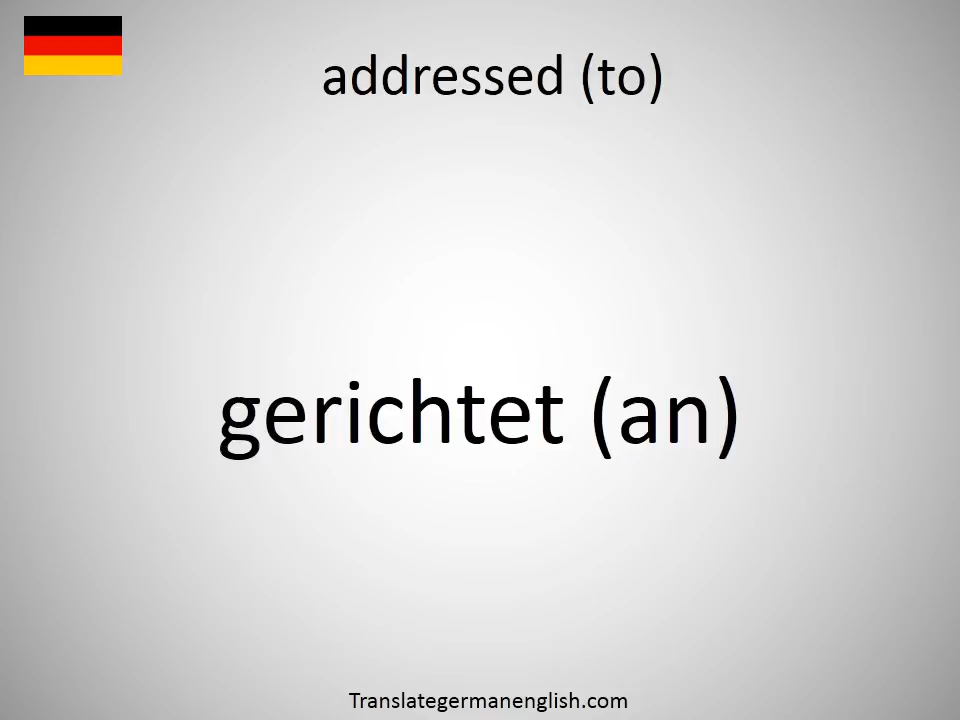 addressed (to)
gerichtet (an)
Translategermanenglish.com